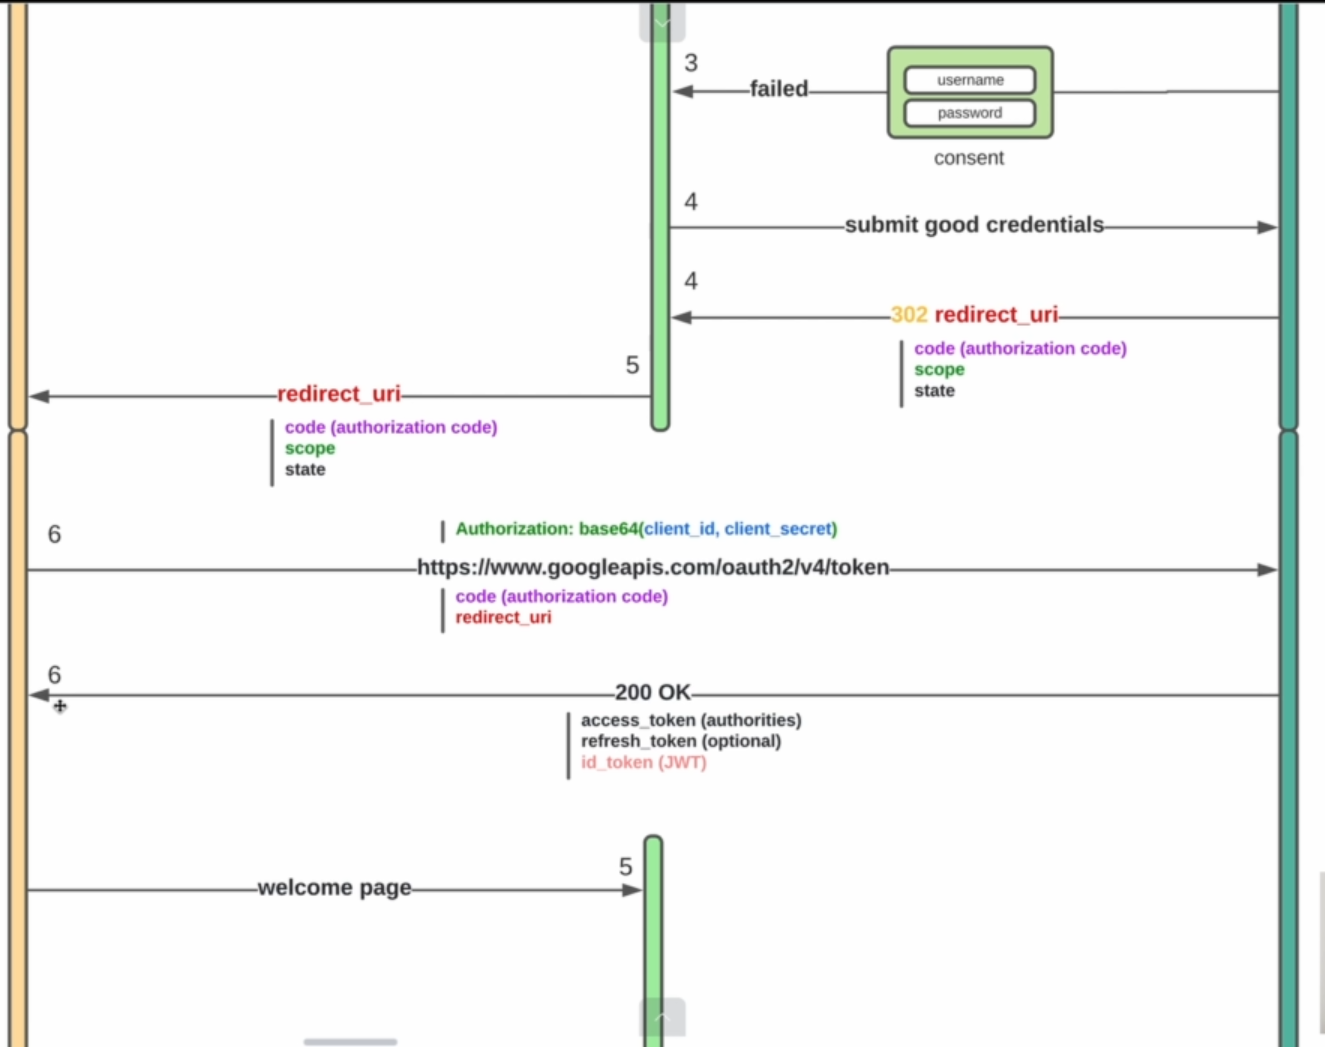 3
failed
username
password
consent
4
submit good credentials
4
302 redirect_uri
code (authorization code)
scope
state
5
redirect_uri
code (authorization code)
scope
state
6
Authorization: base64(client_id, client_secret)
https://www.googleapis.com/oauth2/v4/token
code (authorization code)
redirect_uri
6
200 OK
access_token (authorities)
refresh_token (optional)
id_token (JWT)
5
welcome page